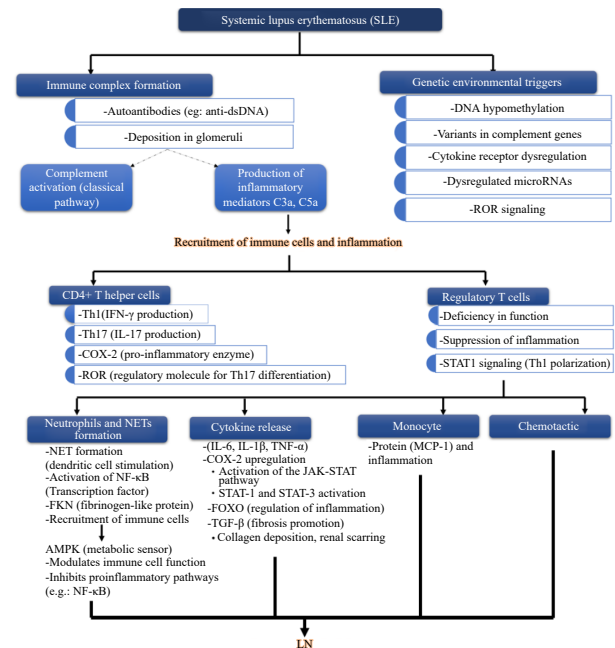 Systemic lupus erythematosus (SLE)
Immune complex formation
-Autoantibodies (eg: anti-dsDNA)
-Deposition in glomeruli
Complement
activation (classical
pathway)
Production of
inflammatory
mediators C3a, C5a
Genetic environmental triggers
-DNA hypomethylation
-Variants in complement genes
-Cytokine receptor dysregulation
-Dysregulated microRNAs
-ROR signaling
Recruitment of immune cells and inflammation
CD4+ T helper cells
-Th1(IFN-γ production)
-Th17 (IL-17 production)
-COX-2 (pro-inflammatory enzyme)
-ROR (regulatory molecule for Th17 differentiation)
Regulatory T cells
-Deficiency in function
-Suppression of inflammation
-STAT1 signaling (Th1 polarization)
Neutrophils and NETs
formation
-NET formation
(dendritic cell stimulation)
-Activation of NF-κB
(Transcription factor)
-FKN (fibrinogen-like protein)
-Recruitment of immune cells
AMPK (metabolic sensor)
-Modulates immune cell function
-Inhibits proinflammatory pathways
(e.g.: NF-κB)
Cytokine release
-(IL-6, IL-1β, TNF-α)
-COX-2 upregulation
• Activation of the JAK-STAT
pathway
• STAT-1 and STAT-3 activation
-FOXO (regulation of inflammation)
-TGF-β (fibrosis promotion)
• Collagen deposition, renal scarring
Monocyte
-Protein (MCP-1) and
inflammation
Chemotactic
LN